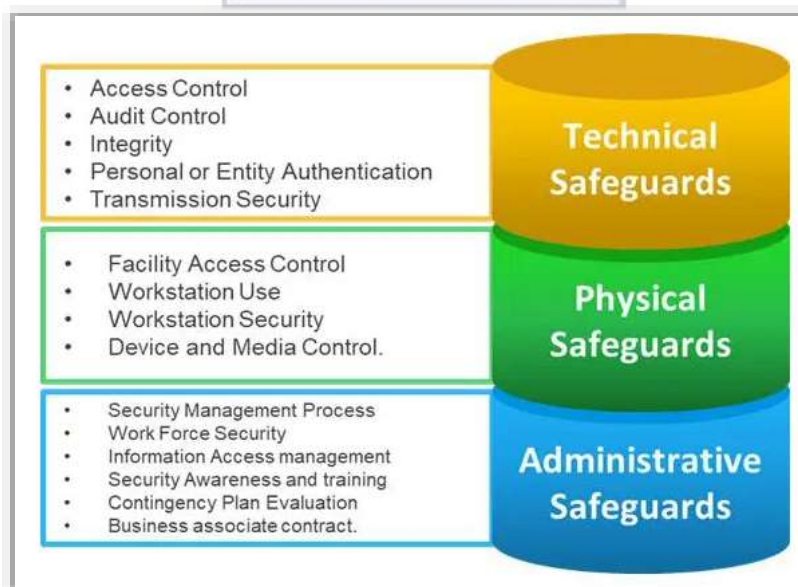 • Access Control
• Audit Control
• Integrity
• Personal or Entity Authentication
• Transmission Security
Technical
Safeguards
• Facility Access Control
• Workstation Use
• Workstation Security
• Device and Media Control.
Physical
Safeguards
• Security Management Process
• Work Force Security
• Information Access management
• Security Awareness and training
• Contingency Plan Evaluation
• Business associate contract.
Administrative
Safeguards